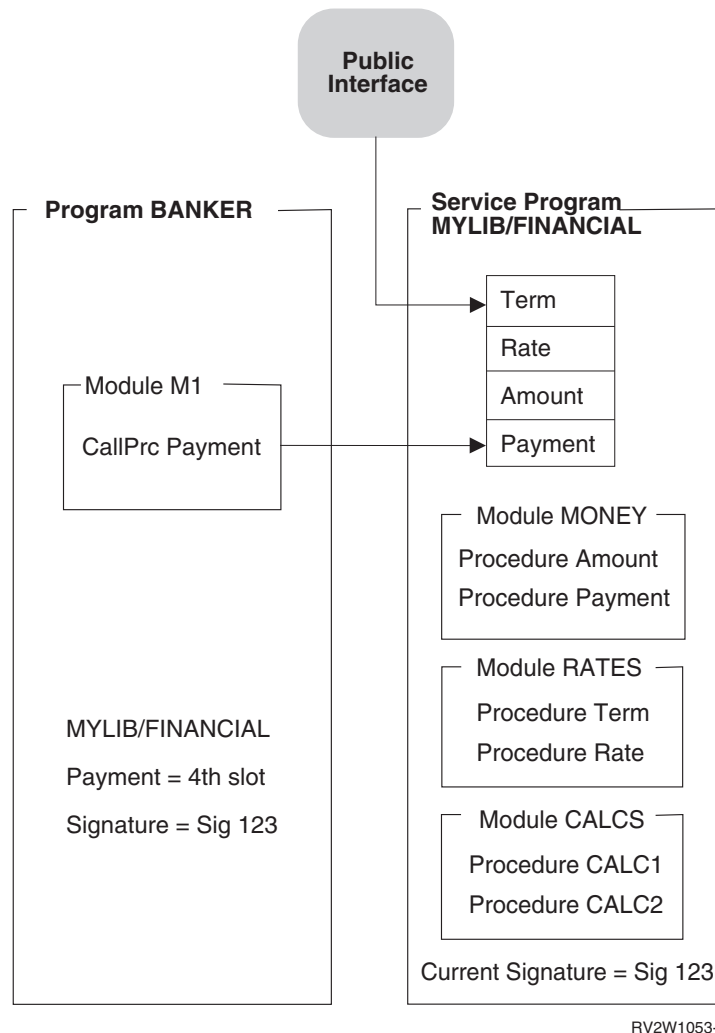 Public
Interface
Program BANKER
Service Program
MYLIB/FINANCIAL
Term
Rate
Amount
Payment
Module M1
CallPrc Payment
Module MONEY
Procedure Amount
Procedure Payment
Module RATES
Procedure Term
Procedure Rate
Module CALCS
Procedure CALC1
Procedure CALC2
MYLIB/FINANCIAL
Payment = 4th slot
Signature = Sig 123
Current Signature = Sig 123
RV2W1053-